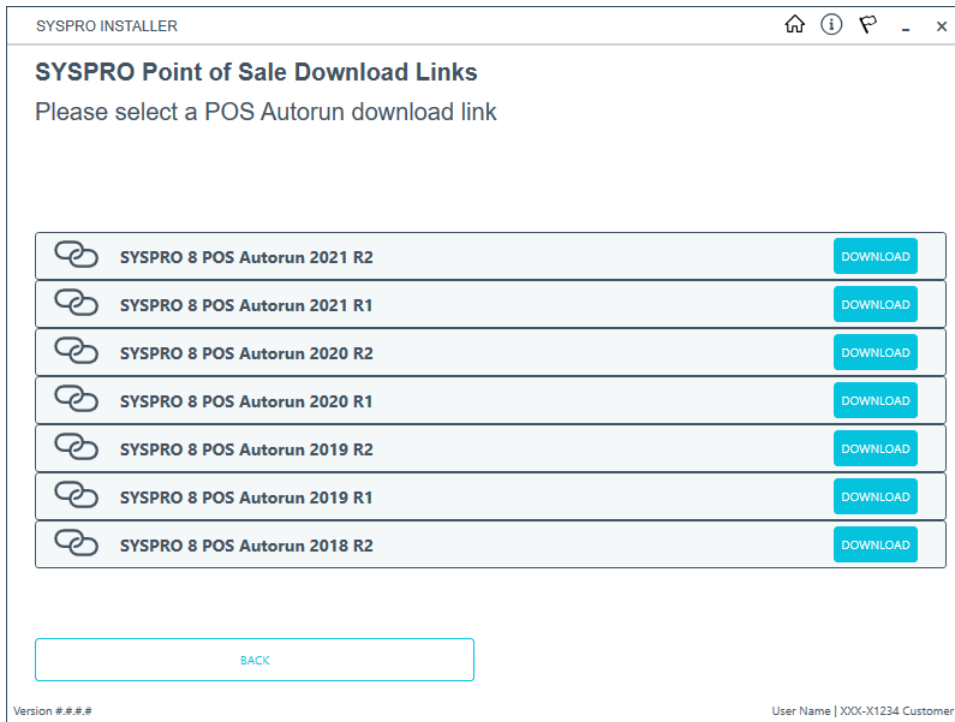 SYSPRO INSTALLER
SYSPRO Point of Sale Download Links
Please select a POS Autorun download link
SYSPRO 8 POS Autorun 2021 R2 DOWNLOAD
SYSPRO 8 POS Autorun 2021 R1 DOWNLOAD
SYSPRO 8 POS Autorun 2020 R2 DOWNLOAD
SYSPRO 8 POS Autorun 2020 R1 DOWNLOAD
SYSPRO 8 POS Autorun 2019 R2 DOWNLOAD
SYSPRO 8 POS Autorun 2019 R1 DOWNLOAD
SYSPRO 8 POS Autorun 2018 R2 DOWNLOAD
BACK
Version #.#.#.# User Name | XXX-X1234 Customer